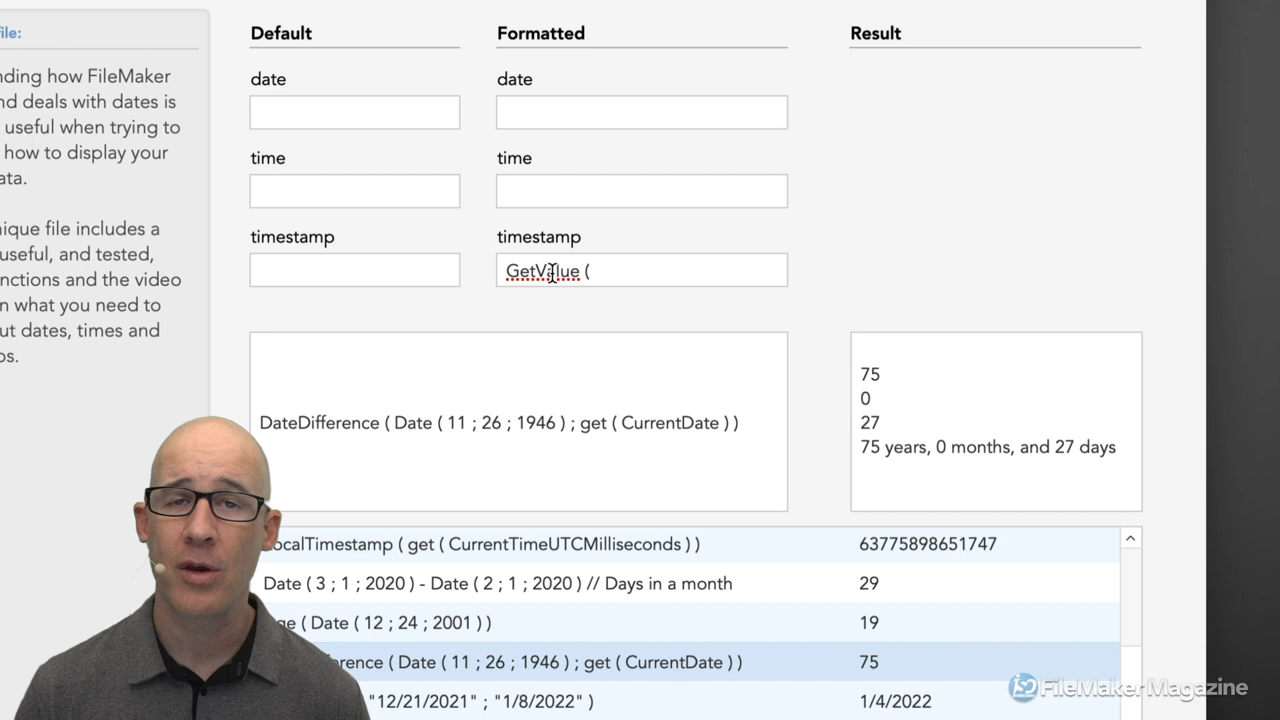 file:
nding how FileMaker
nd deals with dates is
useful when trying to
how to display your
ata.
nique file includes a
useful, and tested,
nctions and the video
n what you need to
ut dates, times and
os.
Default
Formatted
Result
date
date
time
time
timestamp
timestamp
GetValue (
DateDifference ( Date ( 11 ; 26 ; 1946 ) ; get ( CurrentDate ) )
75
0
27
75 years, 0 months, and 27 days
ocalTimestamp ( get ( CurrentTimeUTCMilliseconds ) )
63775898651747
Date ( 3 ; 1 ; 2020 ) - Date ( 2 ; 1 ; 2020 ) // Days in a month
29
ge ( Date ( 12 ; 24 ; 2001 ) )
19
rence ( Date ( 11 ; 26 ; 1946 ) ; get ( CurrentDate ) )
75
"12/21/2021" ; "1/8/2022" )
1/4/2022
FileMakerMagazine